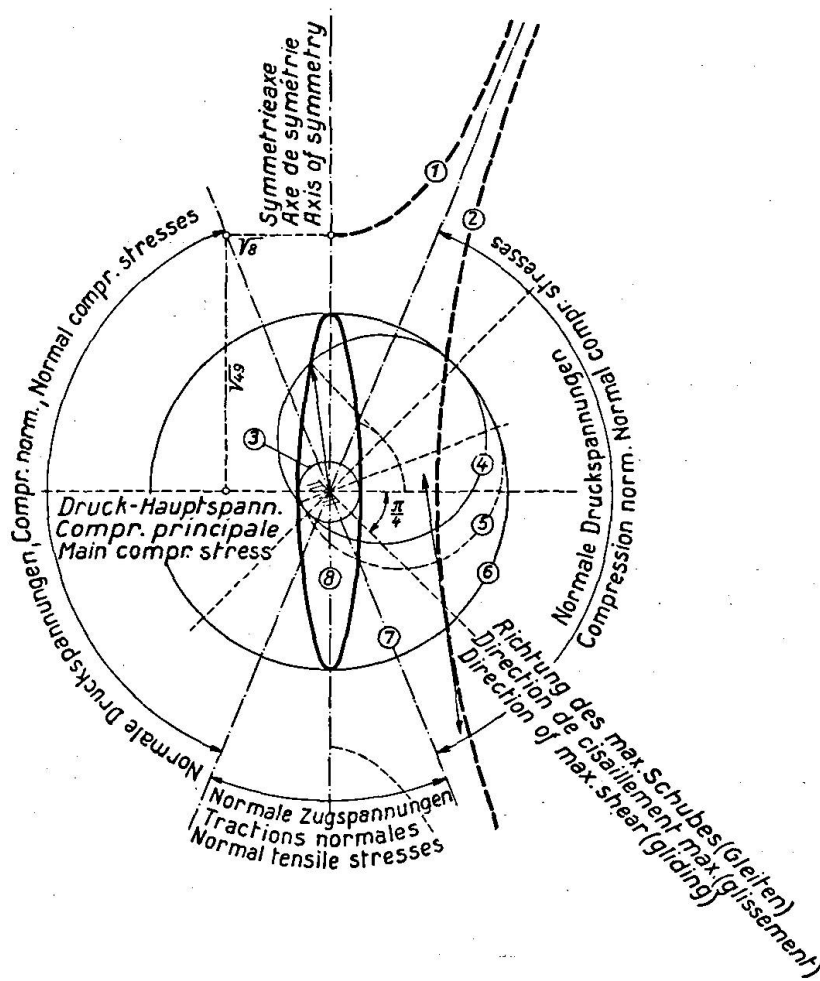 Symmetrieaxe
Axe de symétrie
Axis of symmetry
1
2
√8
√49
3
4
5
6
7
8
π/4
Druck-Hauptspann.
Compr. principale
Main compr. stress
Normale Druckspannungen, Compr. norm., Normal compr. stresses
Normale Druckspannungen
Compression norm. Normal compr. stresses
Normale Zugspannungen
Tractions normales
Normal tensile stresses
Richtung des max. Schubes (Gleiten)
Direction de cisaillement max. (glissement)
Direction of max. shear (gliding)